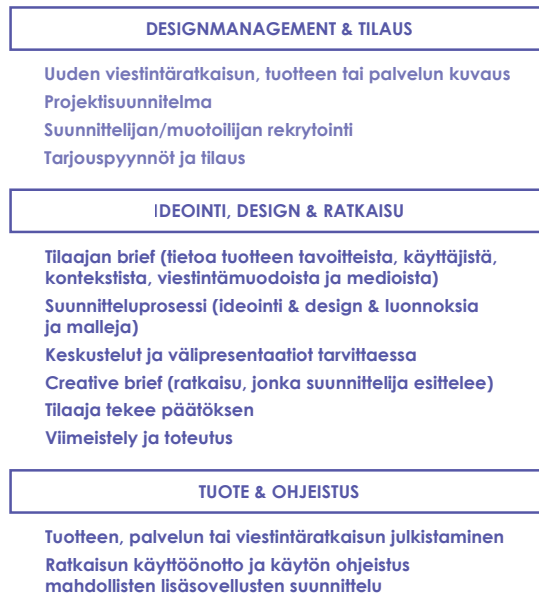 DESIGNMANAGEMENT & TILAUS
Uuden viestintäratkaisun, tuotteen tai palvelun kuvaus
Projektisuunnitelma
Suunnittelijan/muotoilijan rekrytointi
Tarjouspyynnöt ja tilaus
IDEOINTI, DESIGN & RATKAISU
Tilaajan brief (tietoa tuotteen tavoitteista, käyttäjistä,
kontekstista, viestintämuodoista ja medioista)
Suunnitteluprosessi (ideointi & design & luonnoksia
ja malleja)
Keskustelut ja välipresentaatiot tarvittaessa
Creative brief (ratkaisu, jonka suunnittelija esittelee)
Tilaaja tekee päätöksen
Viimeistely ja toteutus
TUOTE & OHJEISTUS
Tuotteen, palvelun tai viestintäratkaisun julkistaminen
Ratkaisun käyttöönotto ja käytön ohjeistus
mahdollisten lisäsovellusten suunnittelu